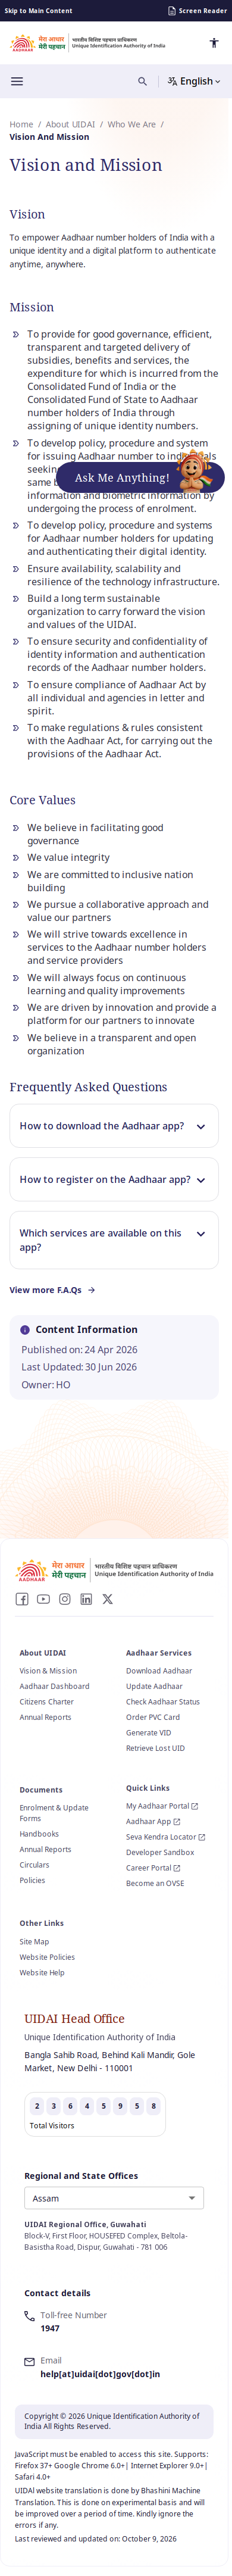 Skip to Main Content
Screen Reader
मेरा आधार
मेरी पहचान
भारतीय विशिष्ट पहचान प्राधिकरण
Unique Identification Authority of India
AADHAAR
English
Home / About UIDAI / Who We Are /
Vision And Mission
Vision and Mission
Vision
To empower Aadhaar number holders of India with a
unique identity and a digital platform to authenticate
anytime, anywhere.
Mission
To provide for good governance, efficient,
transparent and targeted delivery of
subsidies, benefits and services, the
expenditure for which is incurred from the
Consolidated Fund of India or the
Consolidated Fund of State to Aadhaar
number holders of India through
assigning of unique identity numbers.
To develop policy, procedure and system
for issuing Aadhaar number to individuals
seeking
same b
information and biometric information by
undergoing the process of enrolment.
Ask Me Anything!
To develop policy, procedure and systems
for Aadhaar number holders for updating
and authenticating their digital identity.
Ensure availability, scalability and
resilience of the technology infrastructure.
Build a long term sustainable
organization to carry forward the vision
and values of the UIDAI.
To ensure security and confidentiality of
identity information and authentication
records of the Aadhaar number holders.
To ensure compliance of Aadhaar Act by
all individual and agencies in letter and
spirit.
To make regulations & rules consistent
with the Aadhaar Act, for carrying out the
provisions of the Aadhaar Act.
Core Values
We believe in facilitating good
governance
We value integrity
We are committed to inclusive nation
building
We pursue a collaborative approach and
value our partners
We will strive towards excellence in
services to the Aadhaar number holders
and service providers
We will always focus on continuous
learning and quality improvements
We are driven by innovation and provide a
platform for our partners to innovate
We believe in a transparent and open
organization
Frequently Asked Questions
How to download the Aadhaar app?
How to register on the Aadhaar app?
Which services are available on this
app?
View more F.A.Qs
Content Information
Published on: 24 Apr 2026
Last Updated: 30 Jun 2026
Owner: HO
मेरा आधार
मेरी पहचान
भारतीय विशिष्ट पहचान प्राधिकरण
Unique Identification Authority of India
AADHAAR
About UIDAI
Vision & Mission
Aadhaar Dashboard
Citizens Charter
Annual Reports
Aadhaar Services
Download Aadhaar
Update Aadhaar
Check Aadhaar Status
Order PVC Card
Generate VID
Retrieve Lost UID
Documents
Enrolment & Update
Forms
Handbooks
Annual Reports
Circulars
Policies
Quick Links
My Aadhaar Portal
Aadhaar App
Seva Kendra Locator
Developer Sandbox
Career Portal
Become an OVSE
Other Links
Site Map
Website Policies
Website Help
UIDAI Head Office
Unique Identification Authority of India
Bangla Sahib Road, Behind Kali Mandir, Gole
Market, New Delhi - 110001
2 3 6 4 5 9 5 8
Total Visitors
Regional and State Offices
Assam
UIDAI Regional Office, Guwahati
Block-V, First Floor, HOUSEFED Complex, Beltola-
Basistha Road, Dispur, Guwahati - 781 006
Contact details
Toll-free Number
1947
Email
help[at]uidai[dot]gov[dot]in
Copyright © 2026 Unique Identification Authority of
India All Rights Reserved.
JavaScript must be enabled to access this site. Supports:
Firefox 37+ Google Chrome 6.0+| Internet Explorer 9.0+|
Safari 4.0+
UIDAI website translation is done by Bhashini Machine
Translation. This is done on experimental basis and will
be improved over a period of time. Kindly ignore the
errors if any.
Last reviewed and updated on: October 9, 2026